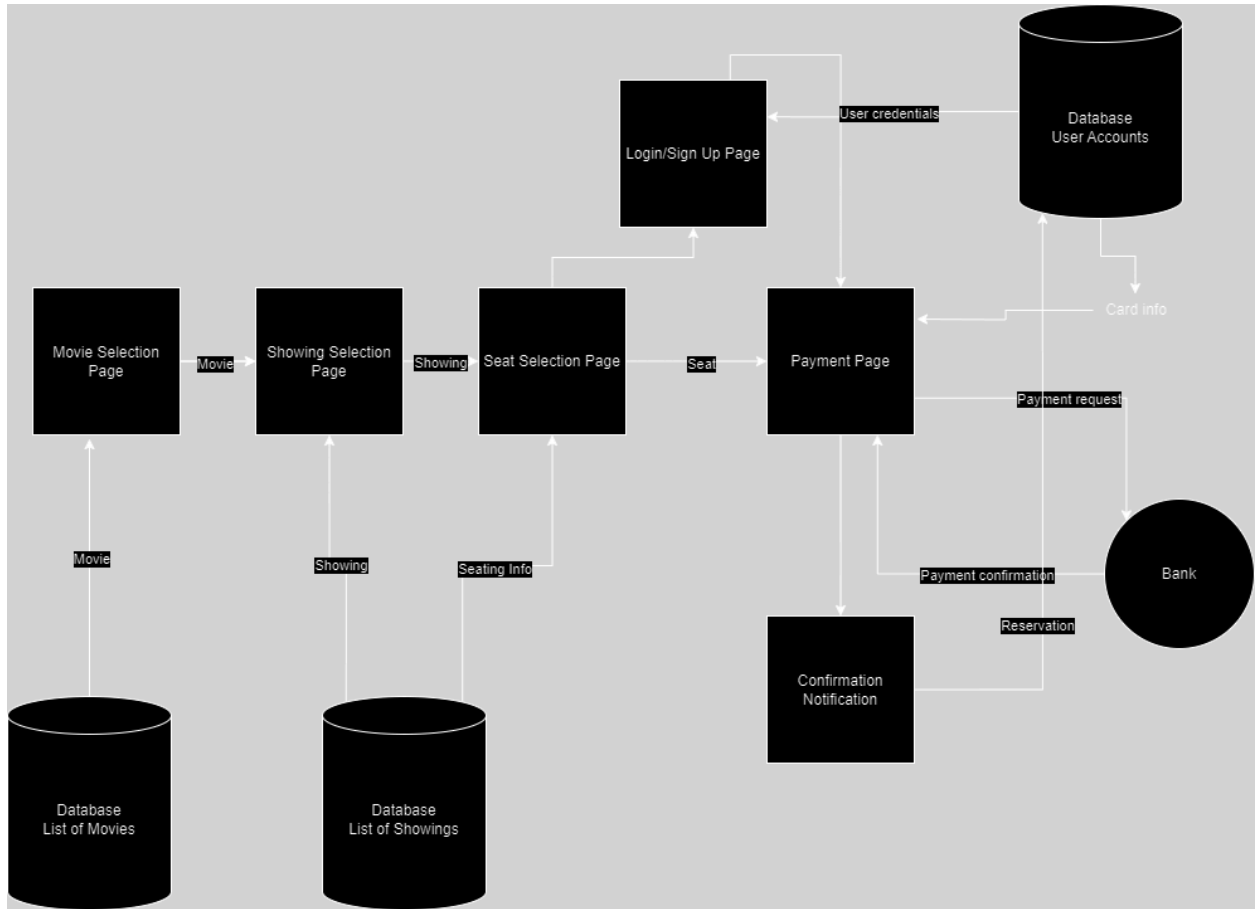 Database
User Accounts
User credentials
Login/Sign Up Page
Card info
Movie Selection
Page
Movie
Showing Selection
Page
Showing
Seat Selection Page
Seat
Payment Page
Payment request
Movie
Showing
Seating Info
Payment confirmation
Bank
Reservation
Confirmation
Notification
Database
List of Movies
Database
List of Showings